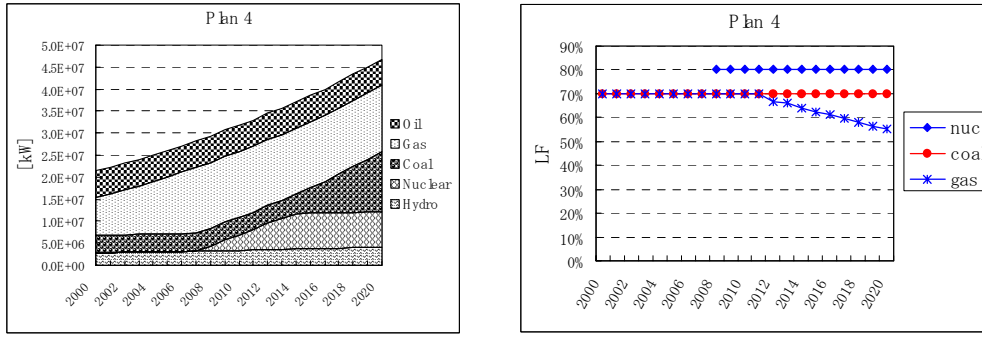 Plan 4
5.0E+07
4.5E+07
4.0E+07
3.5E+07
3.0E+07
2.5E+07
2.0E+07
1.5E+07
1.0E+07
5.0E+06
0.0E+00
[kW]
2000
2002
2004
2006
2008
2010
2012
2014
2016
2018
2020
Oil
Gas
Coal
Nuclear
Hydro
Plan 4
90%
80%
70%
60%
50%
40%
30%
20%
10%
0%
LF
2000
2002
2004
2006
2008
2010
2012
2014
2016
2018
2020
nuc
coa
gas